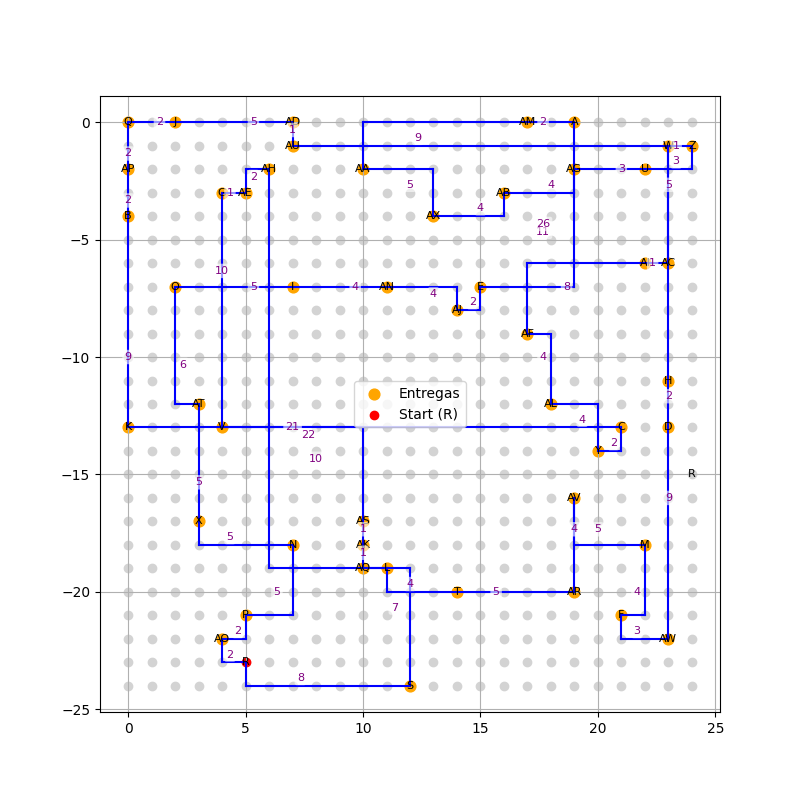 0
2 5 AD AM 2 A
1 9
AU 1 Z
2 3
AP AH AA AG 3 U
2 5 4 5
2 1 AE AB
4
B AX
26
11
−5
10 1 AC
5 I 4 AN 4 8
2
AF
−10
9 6 4
H
Entregas 2
AT AL
Start (R)
4
K V 21 22 D
2
10 Y
−15
R
5 AV 9
X AS
5 1 4 5
N AK M
1
AQ L
4
−20
5 T 5 AR 4
7
P
2 3
AW
2
8
S
−25
0 5 10 15 20 25